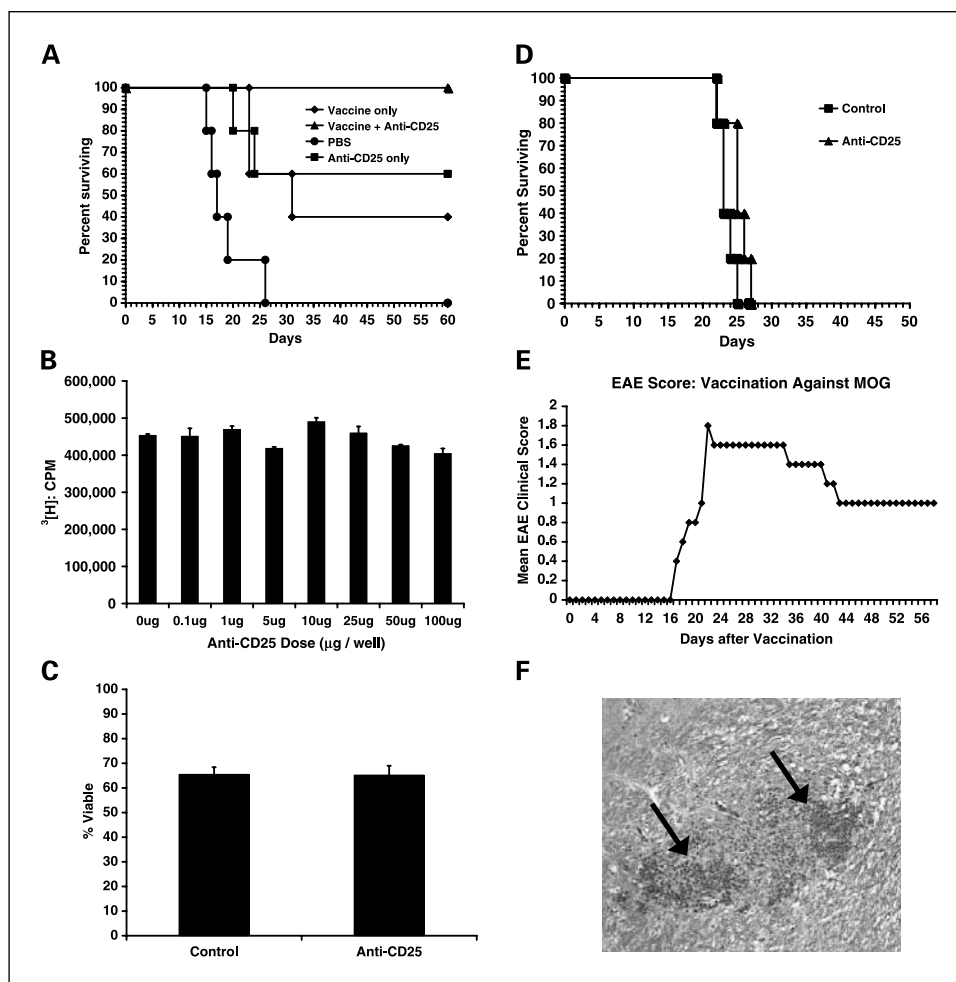 A
100
90
80
70
60
50
40
30
20
10
0
Percent surviving
0 5 10 15 20 25 30 35 40 45 50 55 60
Days
Vaccine only
Vaccine + Anti-CD25
PBS
Anti-CD25 only
D
100
90
80
70
60
50
40
30
20
10
0
Percent Surviving
0 5 10 15 20 25 30 35 40 45 50
Days
Control
Anti-CD25
B
600,000
500,000
400,000
300,000
200,000
100,000
0
³[H]: CPM
0ug 0.1ug 1ug 5ug 10ug 25ug 50ug 100ug
Anti-CD25 Dose (μg / well)
E
EAE Score: Vaccination Against MOG
2
1.8
1.6
1.4
1.2
1
0.8
0.6
0.4
0.2
0
Mean EAE Clinical Score
0 4 8 12 16 20 24 28 32 36 40 44 48 52 56
Days after Vaccination
C
100
90
80
70
60
50
40
30
20
10
0
% Viable
Control Anti-CD25
F